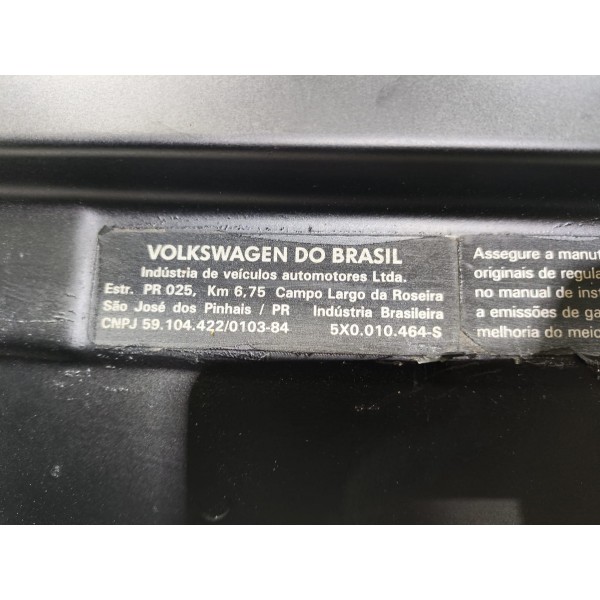 VOLKSWAGEN DO BRASIL
Indústria de veículos automotores Ltda.
Estr. PR 025, Km 6,75 Campo Largo da Roseira
São José dos Pinhais / PR Indústria Brasileira
CNPJ 59.104.422/0103-84 5X0.010.464-S
Assegure a manut
originais de regula
no manual de inst
a emissões de ga
melhoria do meio